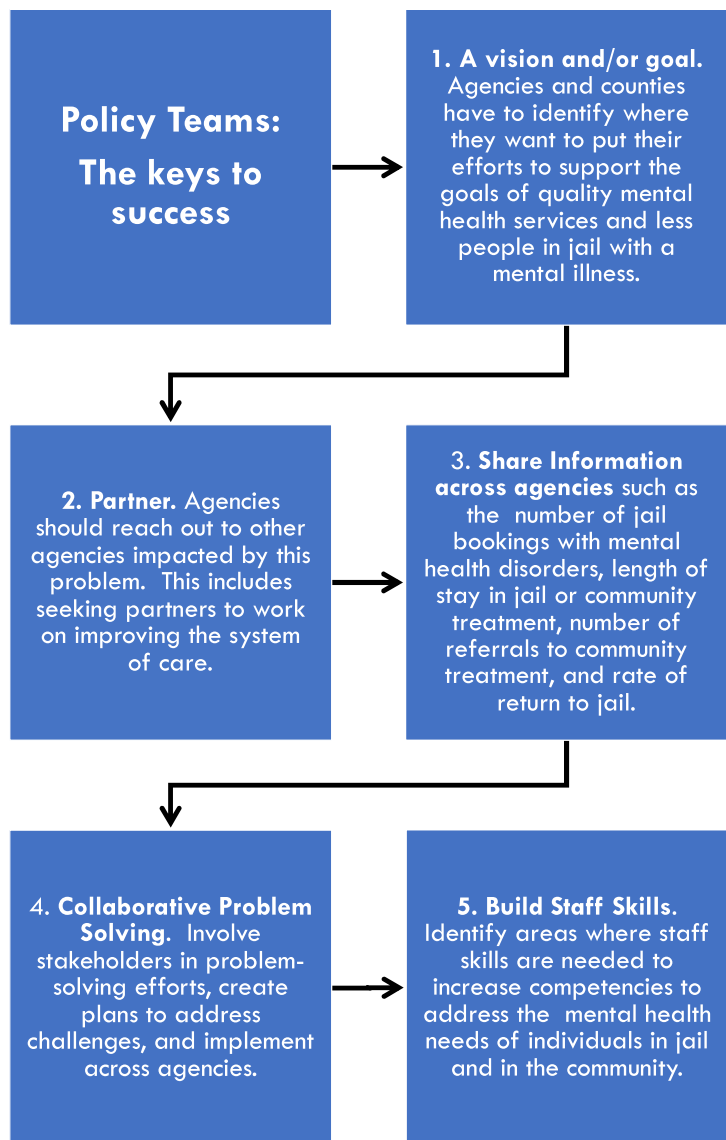 Policy Teams:
The keys to
success
1. A vision and/or goal.
Agencies and counties
have to identify where
they want to put their
efforts to support the
goals of quality mental
health services and less
people in jail with a
mental illness.
2. Partner. Agencies
should reach out to other
agencies impacted by this
problem.  This includes
seeking partners to work
on improving the system
of care.
3. Share Information
across agencies such as
the  number of jail
bookings with mental
health disorders, length of
stay in jail or community
treatment, number of
referrals to community
treatment, and rate of
return to jail.
4. Collaborative Problem
Solving.  Involve
stakeholders in problem-
solving efforts, create
plans to address
challenges, and implement
across agencies.
5. Build Staff Skills.
Identify areas where staff
skills are needed to
increase competencies to
address the  mental health
needs of individuals in jail
and in the community.